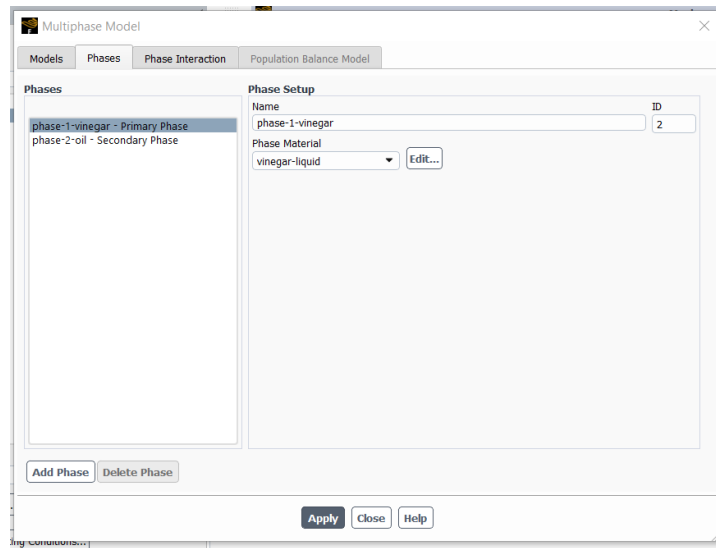 Multiphase Model
Models Phases Phase Interaction Population Balance Model
Phases
phase-1-vinegar - Primary Phase
phase-2-oil - Secondary Phase
Phase Setup
Name ID
phase-1-vinegar 2
Phase Material
vinegar-liquid Edit...
Add Phase Delete Phase
Apply Close Help
ing Conditions...